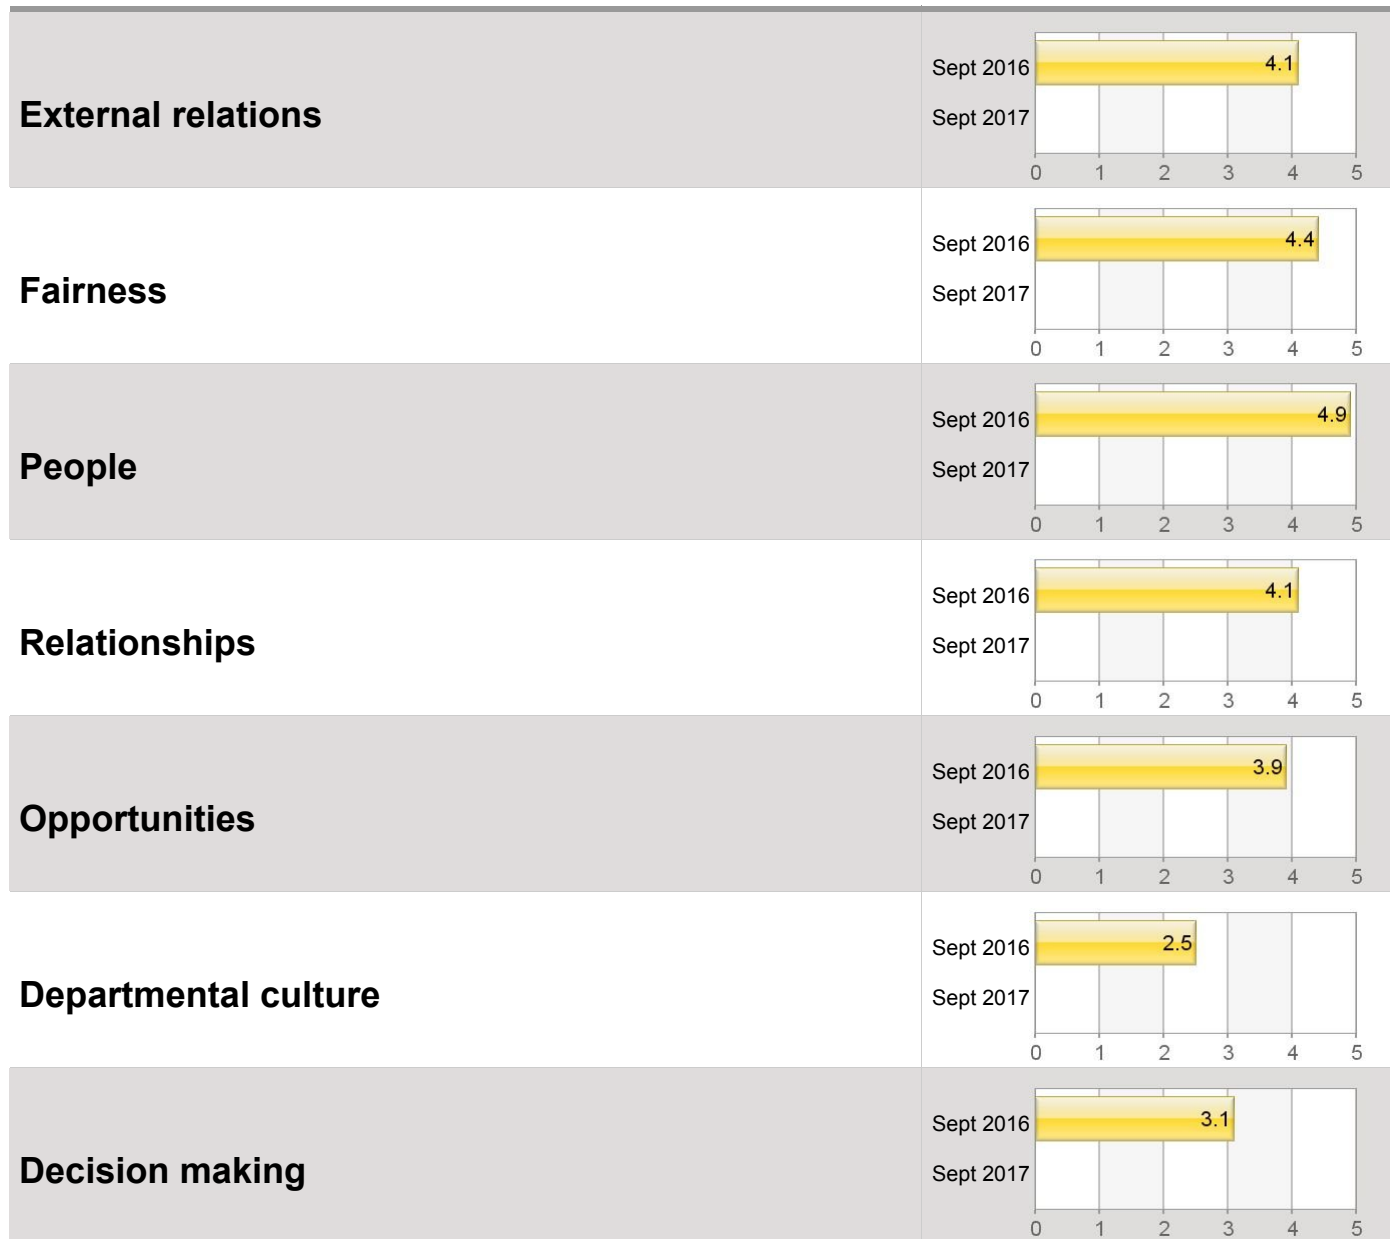 External relations
Sept 2016
4.1
Sept 2017
0 1 2 3 4 5
Fairness
Sept 2016
4.4
Sept 2017
0 1 2 3 4 5
People
Sept 2016
4.9
Sept 2017
0 1 2 3 4 5
Relationships
Sept 2016
4.1
Sept 2017
0 1 2 3 4 5
Opportunities
Sept 2016
3.9
Sept 2017
0 1 2 3 4 5
Departmental culture
Sept 2016
2.5
Sept 2017
0 1 2 3 4 5
Decision making
Sept 2016
3.1
Sept 2017
0 1 2 3 4 5